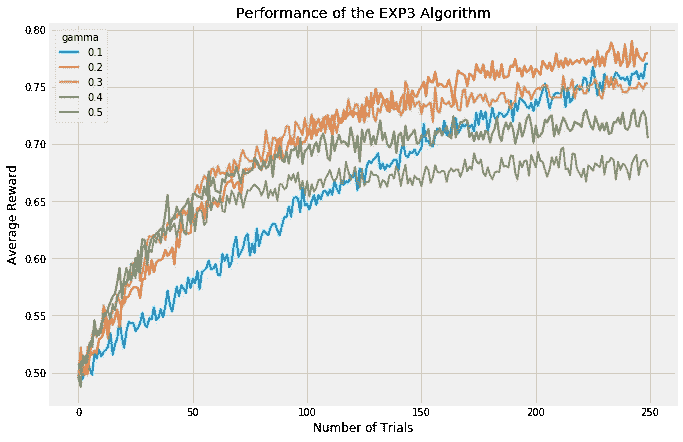 Performance of the EXP3 Algorithm
gamma
0.1
0.2
0.3
0.4
0.5
Average Reward
0.80
0.75
0.70
0.65
0.60
0.55
0.50
0 50 100 150 200 250
Number of Trials